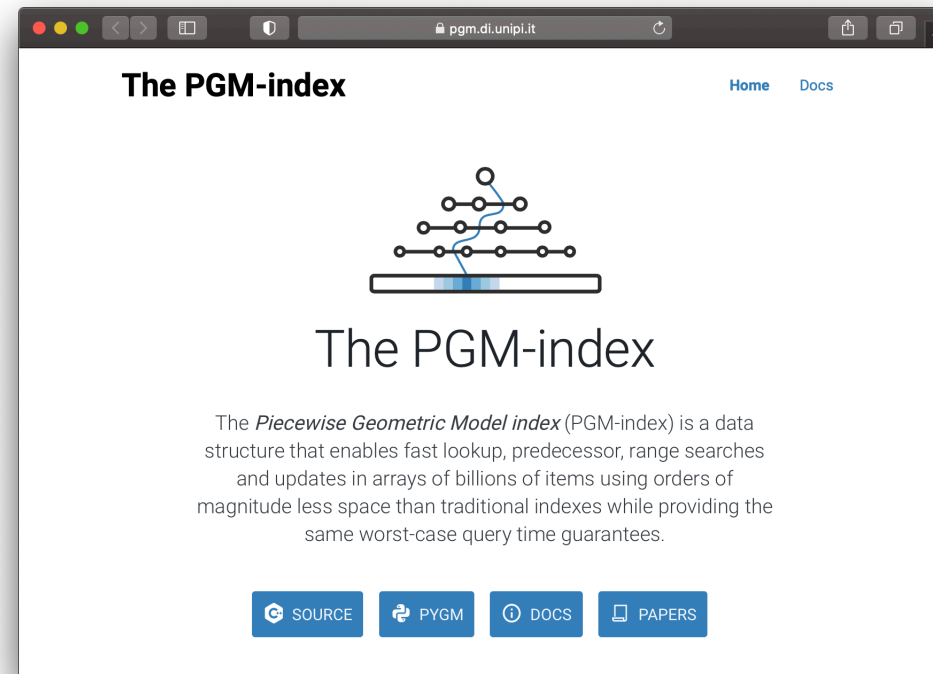 pgm.di.unipi.it
The PGM-index
Home Docs
The PGM-index
The Piecewise Geometric Model index (PGM-index) is a data
structure that enables fast lookup, predecessor, range searches
and updates in arrays of billions of items using orders of
magnitude less space than traditional indexes while providing the
same worst-case query time guarantees.
SOURCE PYGM DOCS PAPERS